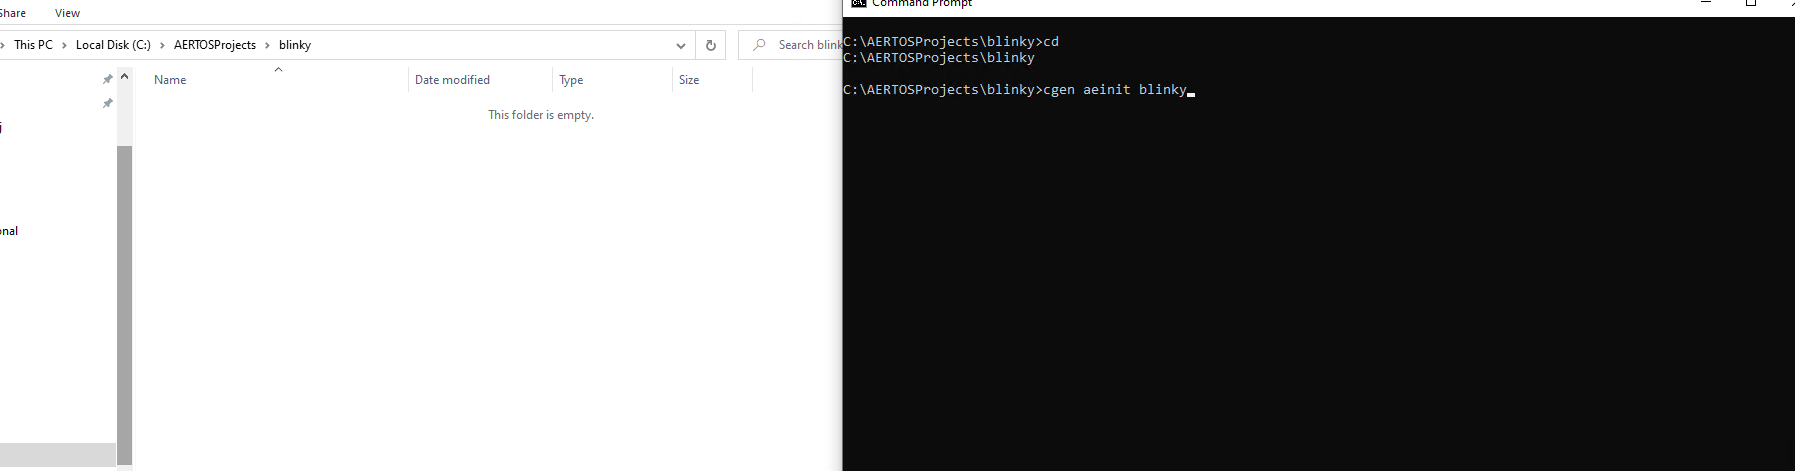 Share View
This PC > Local Disk (C:) > AERTOSProjects > blinky
Search blink
Name Date modified Type Size
This folder is empty.
onal
Command Prompt
C:\AERTOSProjects\blinky>cd
C:\AERTOSProjects\blinky
C:\AERTOSProjects\blinky>cgen aeinit blinky